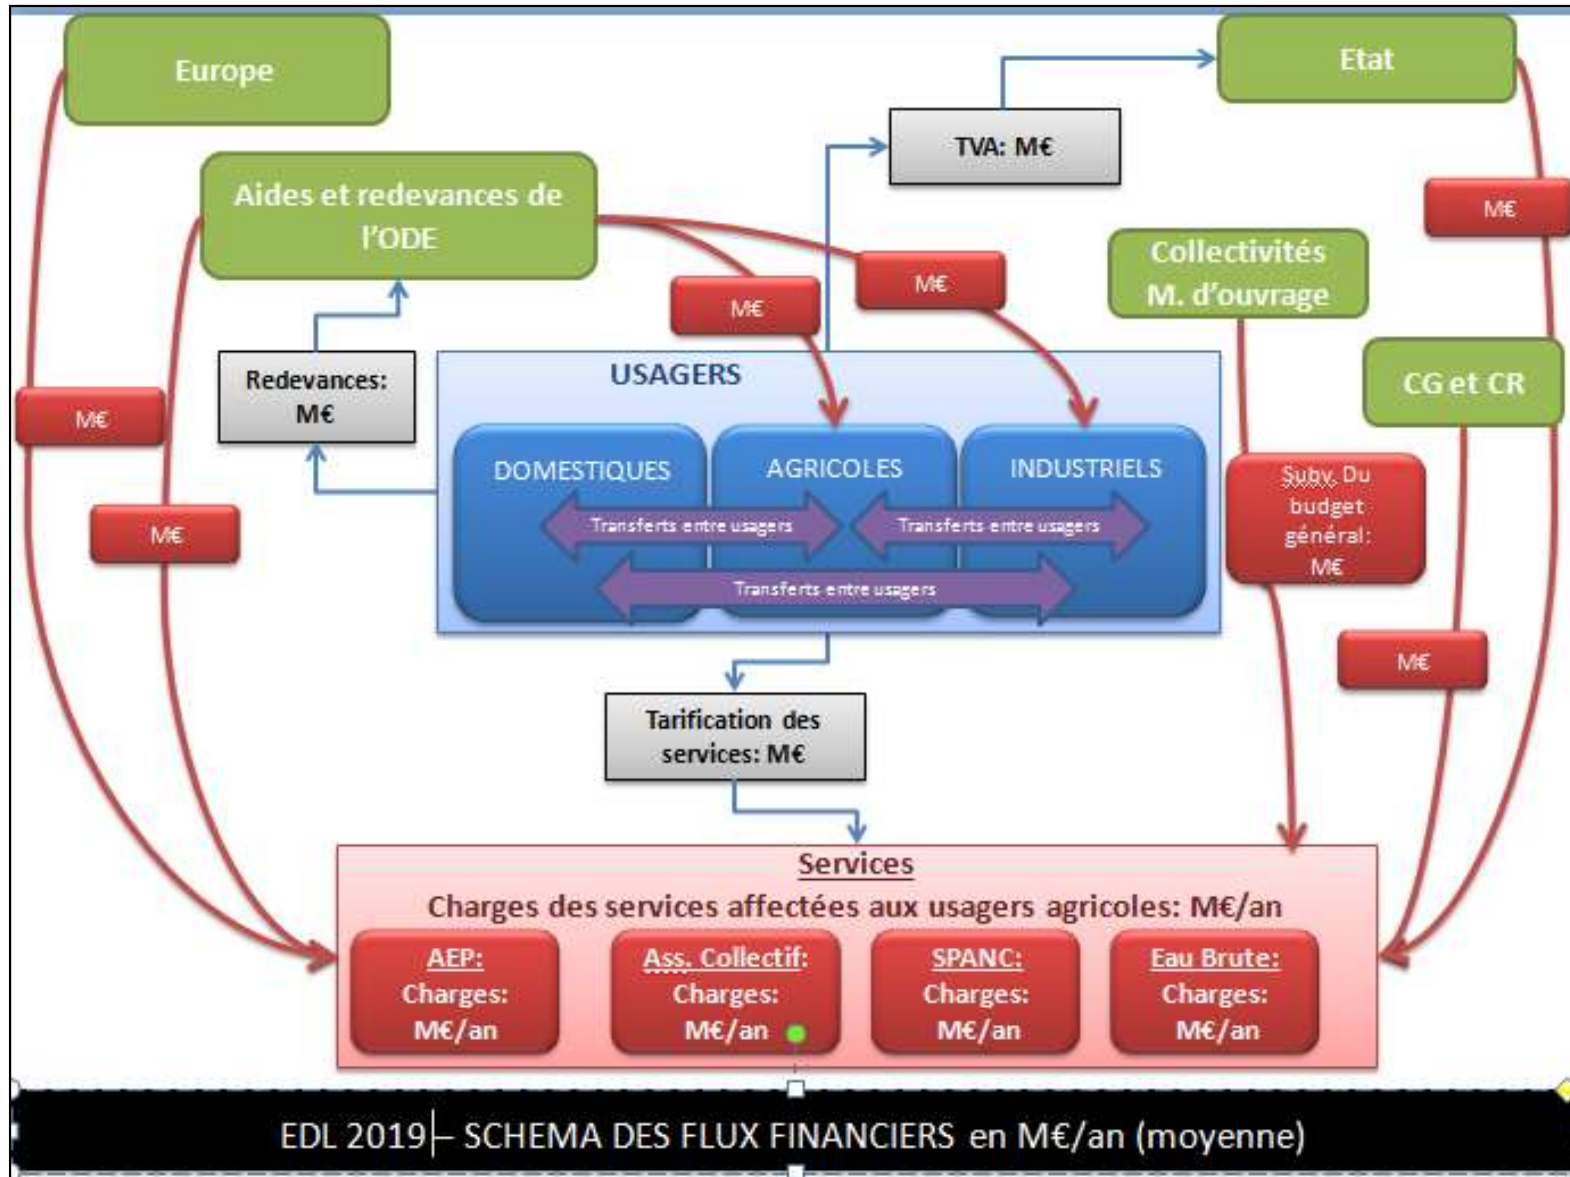 Europe
Etat
TVA: M€
Aides et redevances de
l'ODE
M€
Collectivités
M. d'ouvrage
M€
M€
Redevances:
M€
USAGERS
CG et CR
M€
DOMESTIQUES
AGRICOLES
INDUSTRIELS
Subv. Du
budget
général:
M€
M€
Transferts entre usagers
Transferts entre usagers
Transferts entre usagers
M€
Tarification des
services: M€
Services
Charges des services affectées aux usagers agricoles: M€/an
AEP:
Charges:
M€/an
Ass. Collectif:
Charges:
M€/an
SPANC:
Charges:
M€/an
Eau Brute:
Charges:
M€/an
EDL 2019 – SCHEMA DES FLUX FINANCIERS en M€/an (moyenne)